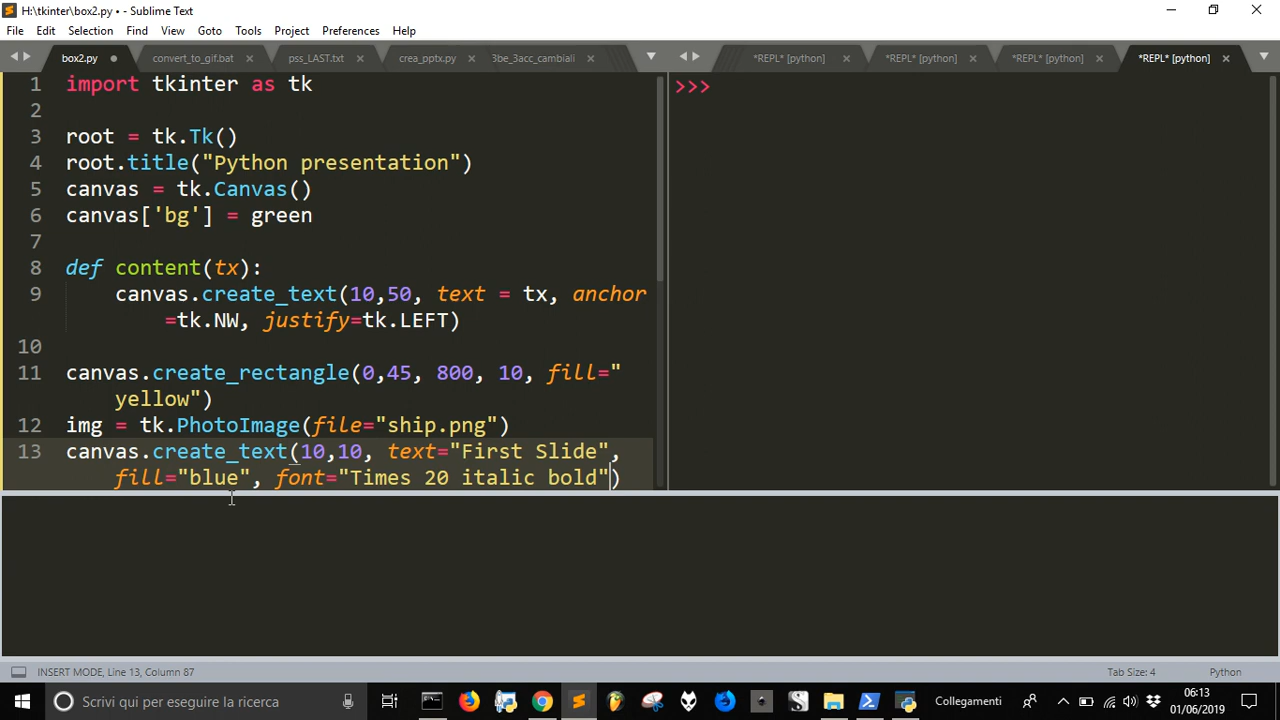 H:\tkinter\box2.py • - Sublime Text
File Edit Selection Find View Goto Tools Project Preferences Help
box2.py convert_to_gif.bat pss_LAST.txt crea_pptx.py 3be_3acc_cambiali *REPL* [python] *REPL* [python] *REPL* [python] *REPL* [python]
1 import tkinter as tk
2
3 root = tk.Tk()
4 root.title("Python presentation")
5 canvas = tk.Canvas()
6 canvas['bg'] = green
7
8 def content(tx):
9 canvas.create_text(10,50, text = tx, anchor
=tk.NW, justify=tk.LEFT)
10
11 canvas.create_rectangle(0,45, 800, 10, fill="
yellow")
12 img = tk.PhotoImage(file="ship.png")
13 canvas.create_text(10,10, text="First Slide",
fill="blue", font="Times 20 italic bold")
>>>
INSERT MODE, Line 13, Column 87 Tab Size: 4 Python
Scrivi qui per eseguire la ricerca Collegamenti 06:13
01/06/2019